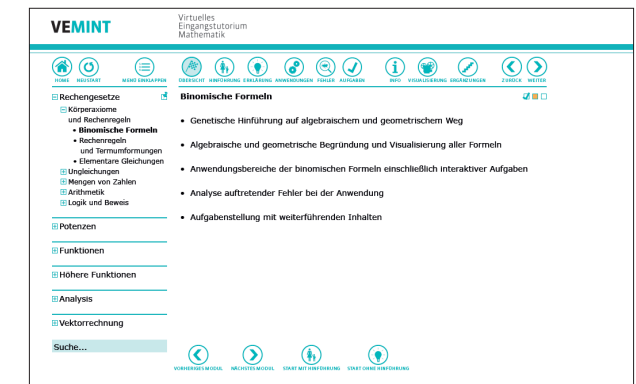 VEMINT
Virtuelles
Eingangstutorium
Mathematik
HOME NEUSTART MENÜ EINKLAPPEN
ÜBERSICHT HINFÜHRUNG ERKLÄRUNG ANWENDUNGEN FEHLER AUFGABEN INFO VISUALISIERUNG ERGÄNZUNGEN ZURÜCK WEITER
Rechengesetze
Körperaxiome
und Rechenregeln
• Binomische Formeln
• Rechenregeln
und Termumformungen
• Elementare Gleichungen
Ungleichungen
Mengen von Zahlen
Arithmetik
Logik und Beweis
Potenzen
Funktionen
Höhere Funktionen
Analysis
Vektorrechnung
Suche...
Binomische Formeln
• Genetische Hinführung auf algebraischem und geometrischem Weg
• Algebraische und geometrische Begründung und Visualisierung aller Formeln
• Anwendungsbereiche der binomischen Formeln einschließlich interaktiver Aufgaben
• Analyse auftretender Fehler bei der Anwendung
• Aufgabenstellung mit weiterführenden Inhalten
VORHERIGES MODUL NÄCHSTES MODUL START MIT HINFÜHRUNG START OHNE HINFÜHRUNG